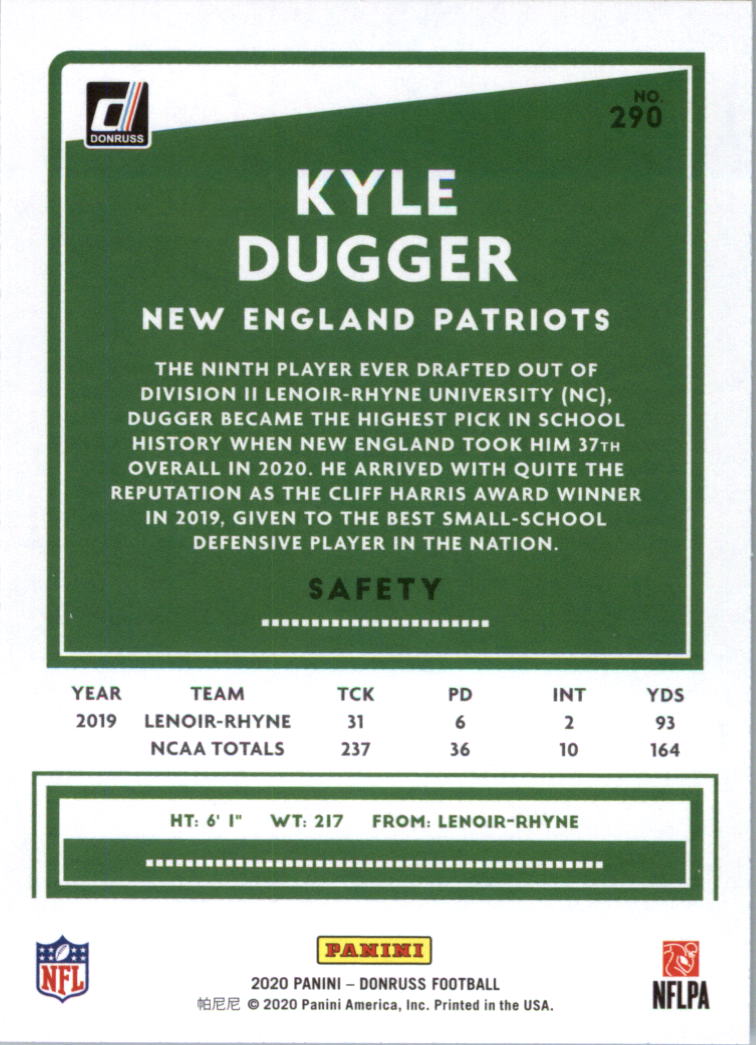 DONRUSS
NO.
290
KYLE
DUGGER
NEW ENGLAND PATRIOTS
THE NINTH PLAYER EVER DRAFTED OUT OF
DIVISION II LENOIR-RHYNE UNIVERSITY (NC),
DUGGER BECAME THE HIGHEST PICK IN SCHOOL
HISTORY WHEN NEW ENGLAND TOOK HIM 37TH
OVERALL IN 2020. HE ARRIVED WITH QUITE THE
REPUTATION AS THE CLIFF HARRIS AWARD WINNER
IN 2019, GIVEN TO THE BEST SMALL-SCHOOL
DEFENSIVE PLAYER IN THE NATION.
SAFETY
YEAR TEAM TCK PD INT YDS
2019 LENOIR-RHYNE 31 6 2 93
NCAA TOTALS 237 36 10 164
HT: 6' 1" WT: 217 FROM: LENOIR-RHYNE
NFL
PANINI
NFLPA
2020 PANINI – DONRUSS FOOTBALL
帕尼尼 © 2020 Panini America, Inc. Printed in the USA.